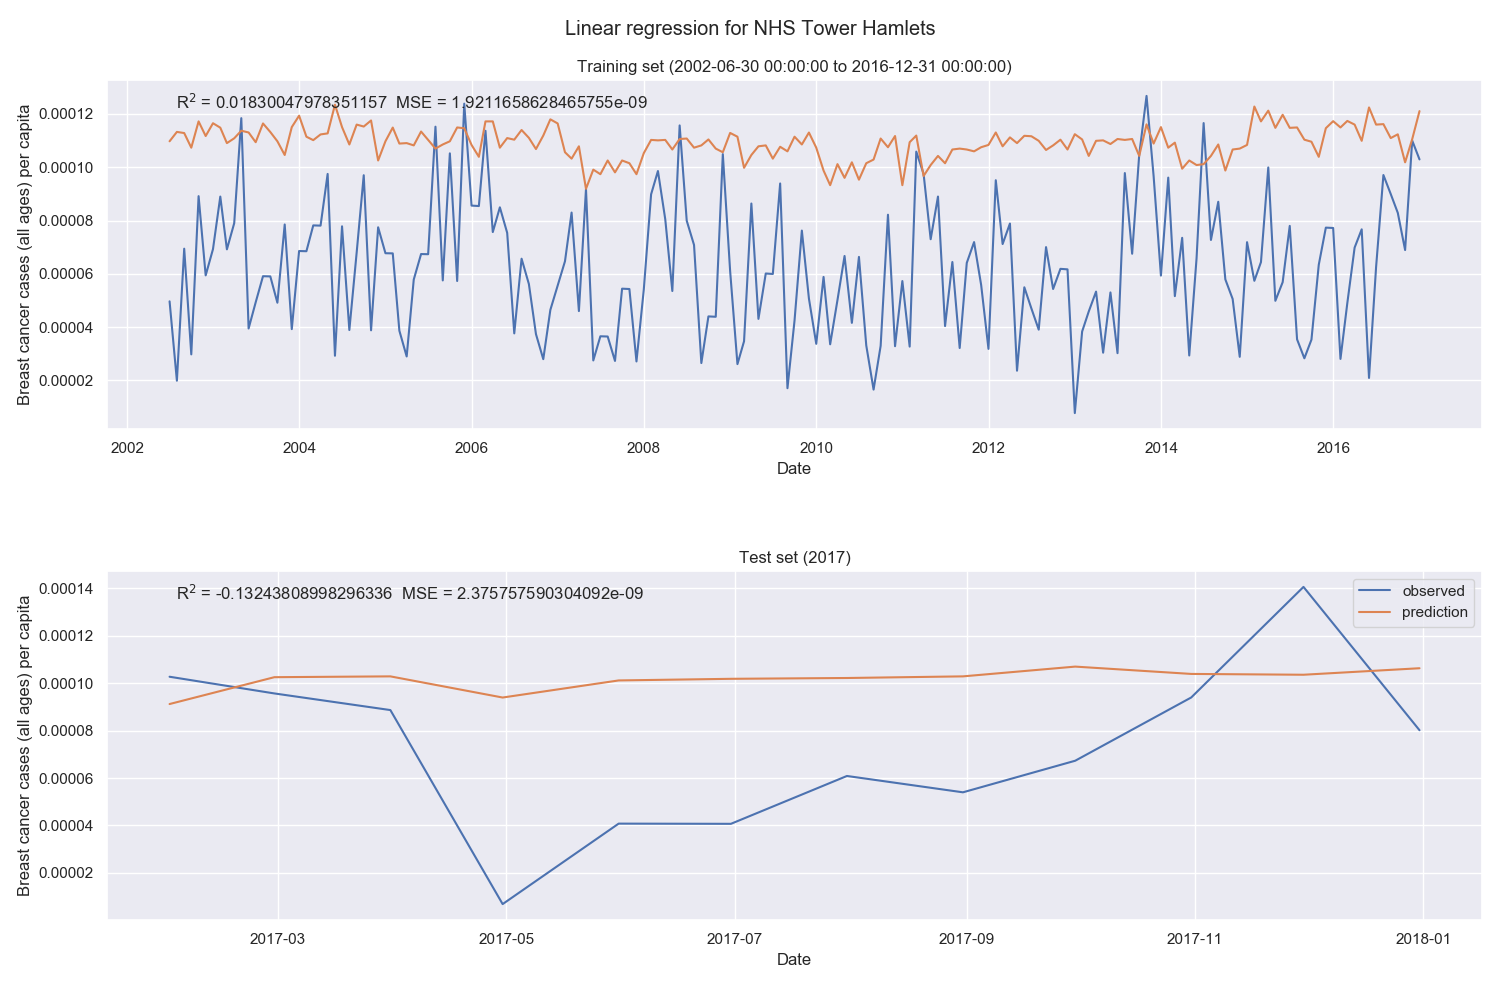 Linear regression for NHS Tower Hamlets
Training set (2002-06-30 00:00:00 to 2016-12-31 00:00:00)
R² = 0.01830047978351157 MSE = 1.9211658628465755e-09
Breast cancer cases (all ages) per capita
0.00012
0.00010
0.00008
0.00006
0.00004
0.00002
2002 2004 2006 2008 2010 2012 2014 2016
Date
Test set (2017)
R² = -0.13243808998296336 MSE = 2.375757590304092e-09
observed
prediction
Breast cancer cases (all ages) per capita
0.00014
0.00012
0.00010
0.00008
0.00006
0.00004
0.00002
2017-03 2017-05 2017-07 2017-09 2017-11 2018-01
Date